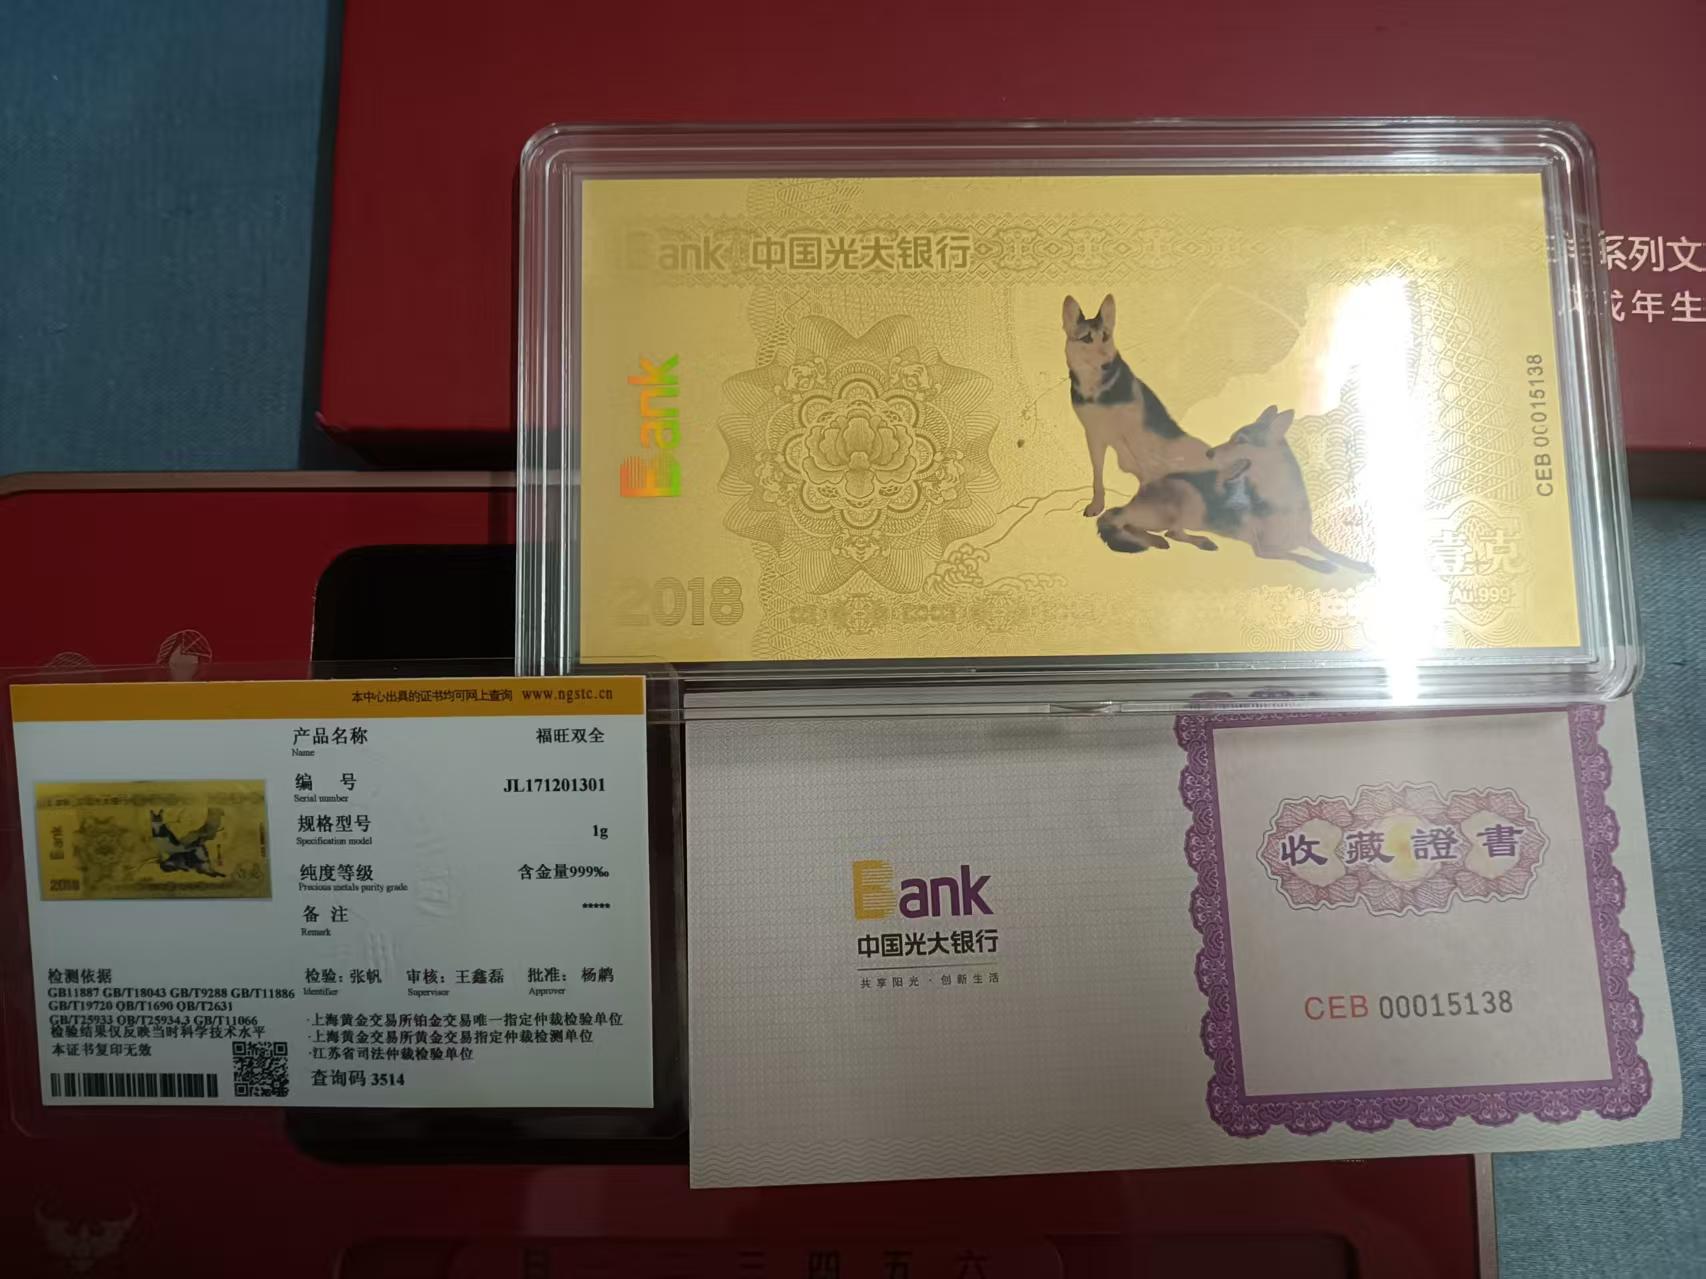 Bank 中国光大银行
系列文
戊年生
Bank
CEB 00015138
2018
壹克
Au.999
本中心出具的证书均可网上查询 www.ngstc.cn
产品名称 福旺双全
Name
编 号 JL171201301
Serial number
规格型号 1g
Specification model
纯度等级 含金量999‰
Precious metals purity grade
备 注 *****
Remark
检测依据
GB11887 GB/T18043 GB/T9288 GB/T11886
GB/T19720 QB/T1690 QB/T2631
GB/T25933 QB/T25934.3 GB/T11066
检验结果仅反映当时科学技术水平
本证书复印无效
检验：张帆 审核：王鑫磊 批准：杨鹂
Identifier Supervisor Approver
·上海黄金交易所铂金交易唯一指定仲裁检验单位
·上海黄金交易所黄金交易指定仲裁检测单位
·江苏省司法仲裁检验单位
查询码 3514
Bank
中国光大银行
共享阳光·创新生活
收藏證書
CEB 00015138
日 一 二 三 四 五 六